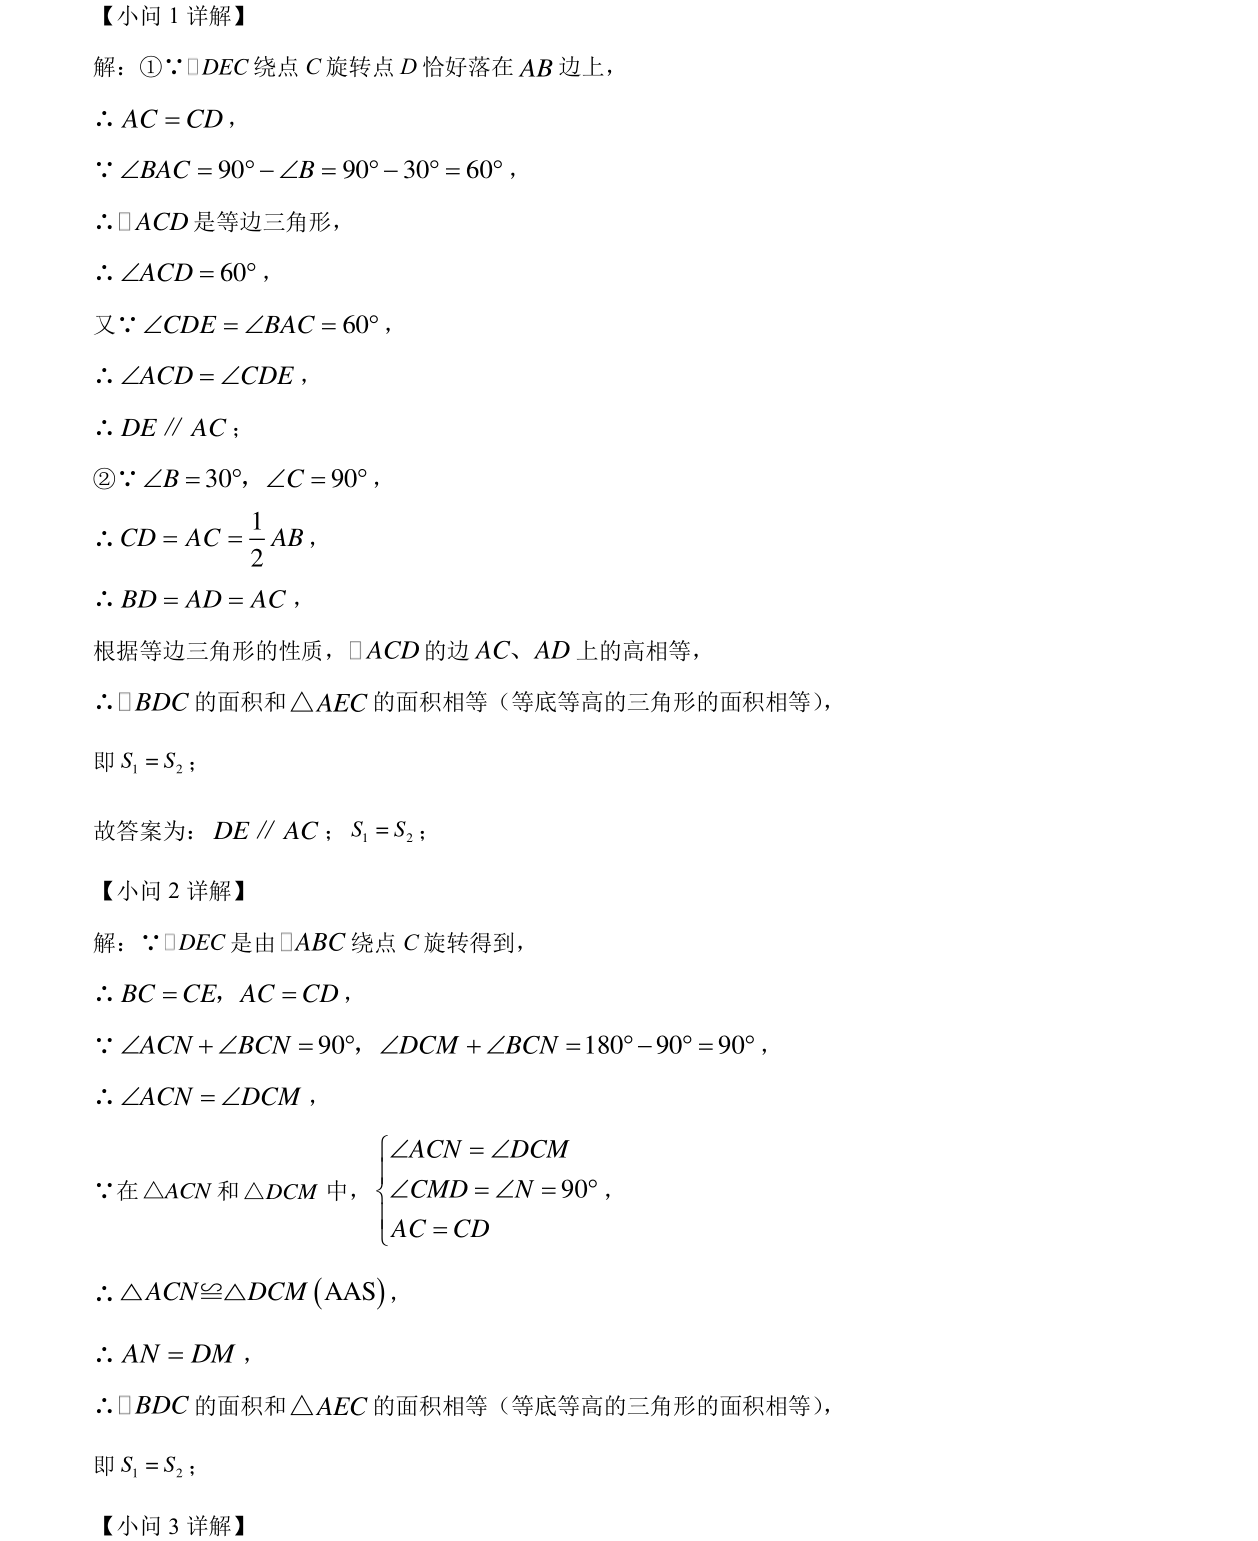 【小问 1 详解】
解：①∵□DEC 绕点 C 旋转点 D 恰好落在 AB 边上，
∴ AC = CD，
∵ ∠BAC = 90° − ∠B = 90° − 30° = 60°，
∴□ACD 是等边三角形，
∴ ∠ACD = 60°，
又∵ ∠CDE = ∠BAC = 60°，
∴ ∠ACD = ∠CDE，
∴ DE ∥ AC；
②∵ ∠B = 30°，∠C = 90°，
∴ CD = AC = 1/2 AB，
∴ BD = AD = AC，
根据等边三角形的性质，□ACD 的边 AC、AD 上的高相等，
∴□BDC 的面积和△AEC 的面积相等（等底等高的三角形的面积相等），
即 S₁ = S₂；
故答案为：DE ∥ AC；S₁ = S₂；
【小问 2 详解】
解：∵□DEC 是由□ABC 绕点 C 旋转得到，
∴ BC = CE，AC = CD，
∵ ∠ACN + ∠BCN = 90°，∠DCM + ∠BCN = 180° − 90° = 90°，
∴ ∠ACN = ∠DCM，
∵在△ACN 和△DCM 中，{∠ACN = ∠DCM
∠CMD = ∠N = 90°，
AC = CD
∴ △ACN≌△DCM (AAS)，
∴ AN = DM，
∴□BDC 的面积和△AEC 的面积相等（等底等高的三角形的面积相等），
即 S₁ = S₂；
【小问 3 详解】